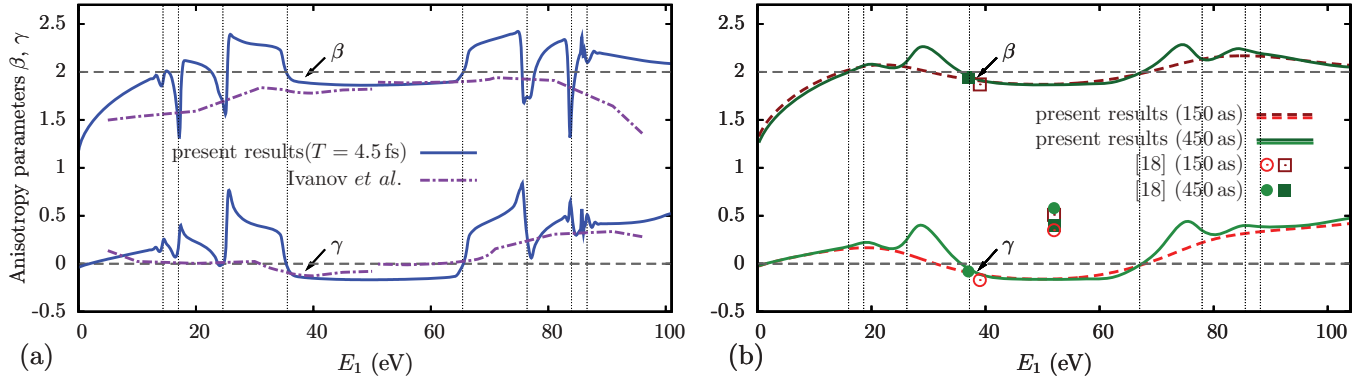 Anisotropy parameters β, γ
2.5
2
1.5
1
0.5
0
-0.5
β
present results(T = 4.5 fs)
Ivanov et al.
γ
0
20
40
60
80
100
E₁ (eV)
(a)
2.5
2
1.5
1
0.5
0
-0.5
β
present results (150 as)
present results (450 as)
[18] (150 as)
[18] (450 as)
γ
0
20
40
60
80
100
E₁ (eV)
(b)